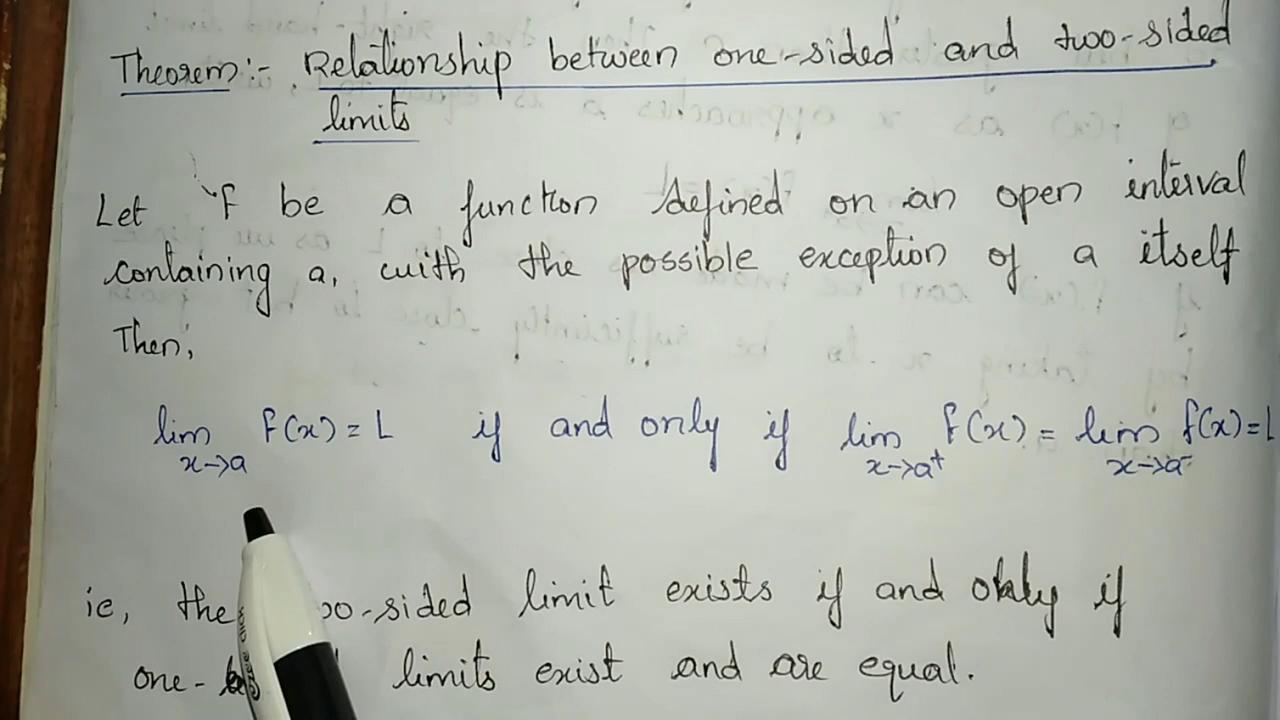 Theorem:- Relationship between one-sided and two-sided
limits
Let f be a function defined on an open interval
containing a, with the possible exception of a itself
Then,
lim x->a f(x) = L if and only if lim x->a+ f(x) = lim x->a- f(x) = L
ie, the -sided limit exists if and only if
one- limits exist and are equal.